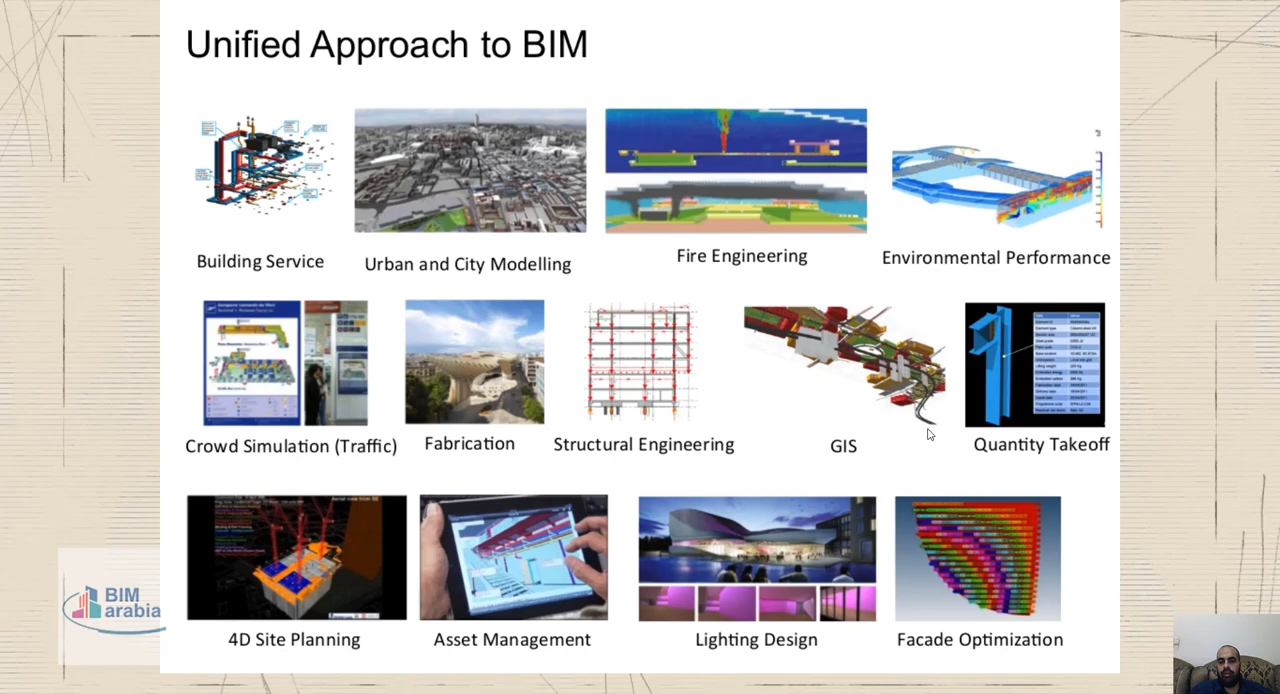 Unified Approach to BIM
Building Service
Urban and City Modelling
Fire Engineering
Environmental Performance
Crowd Simulation (Traffic)
Fabrication
Structural Engineering
GIS
Quantity Takeoff
4D Site Planning
Asset Management
Lighting Design
Facade Optimization
BIM
arabia